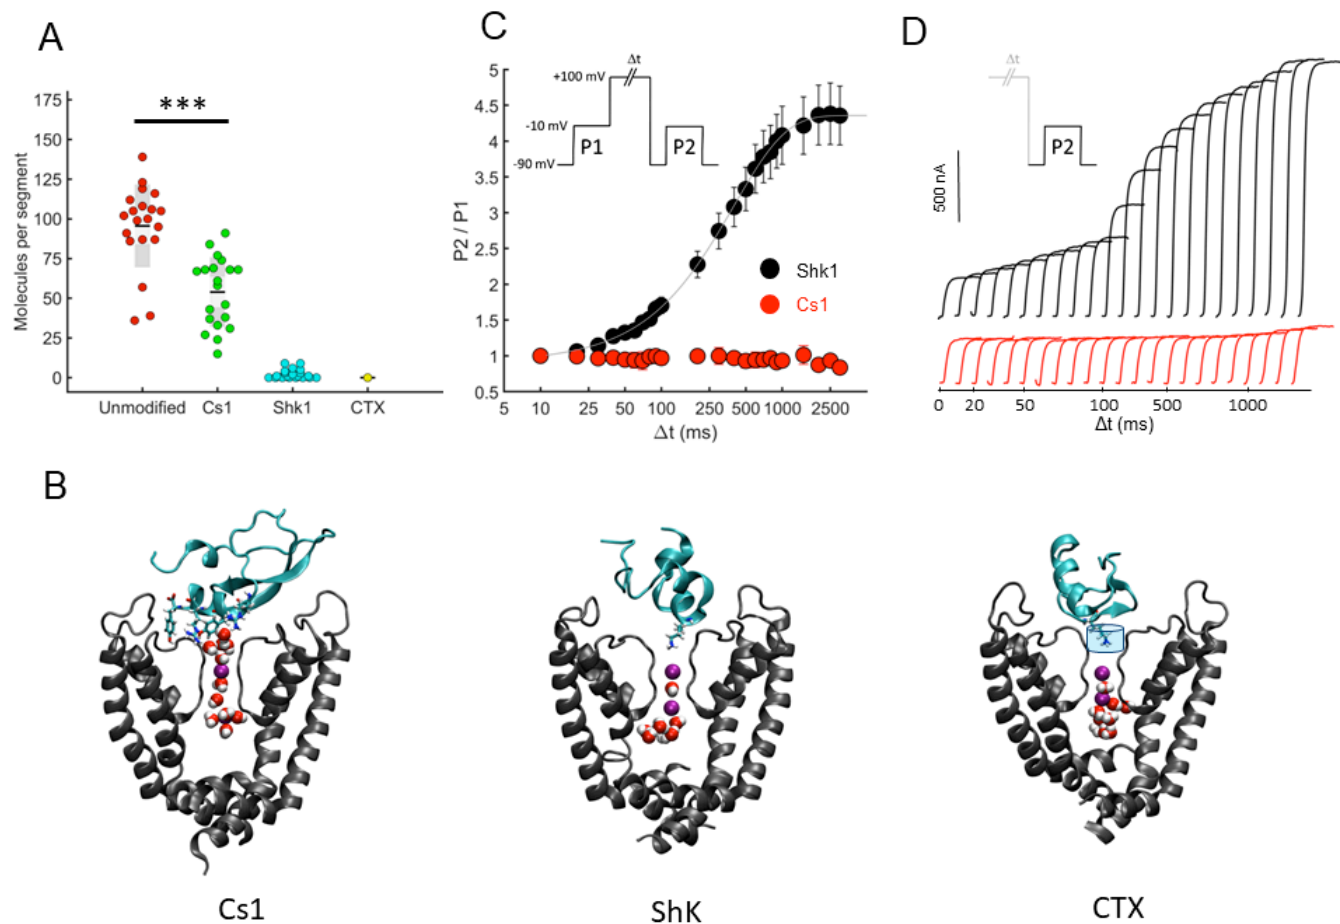 A
***
175
150
125
100
75
50
25
0
Molecules per segment
Unmodified Cs1 Shk1 CTX
C
Δt
+100 mV
-10 mV
-90 mV
P1
P2
5
4.5
4
3.5
3
2.5
2
1.5
1
0.5
P2 / P1
Shk1
Cs1
5 10 25 50 100 250 500 1000 2500
Δt (ms)
D
Δt
P2
500 nA
0 20 50 100 500 1000
Δt (ms)
B
Cs1
ShK
CTX